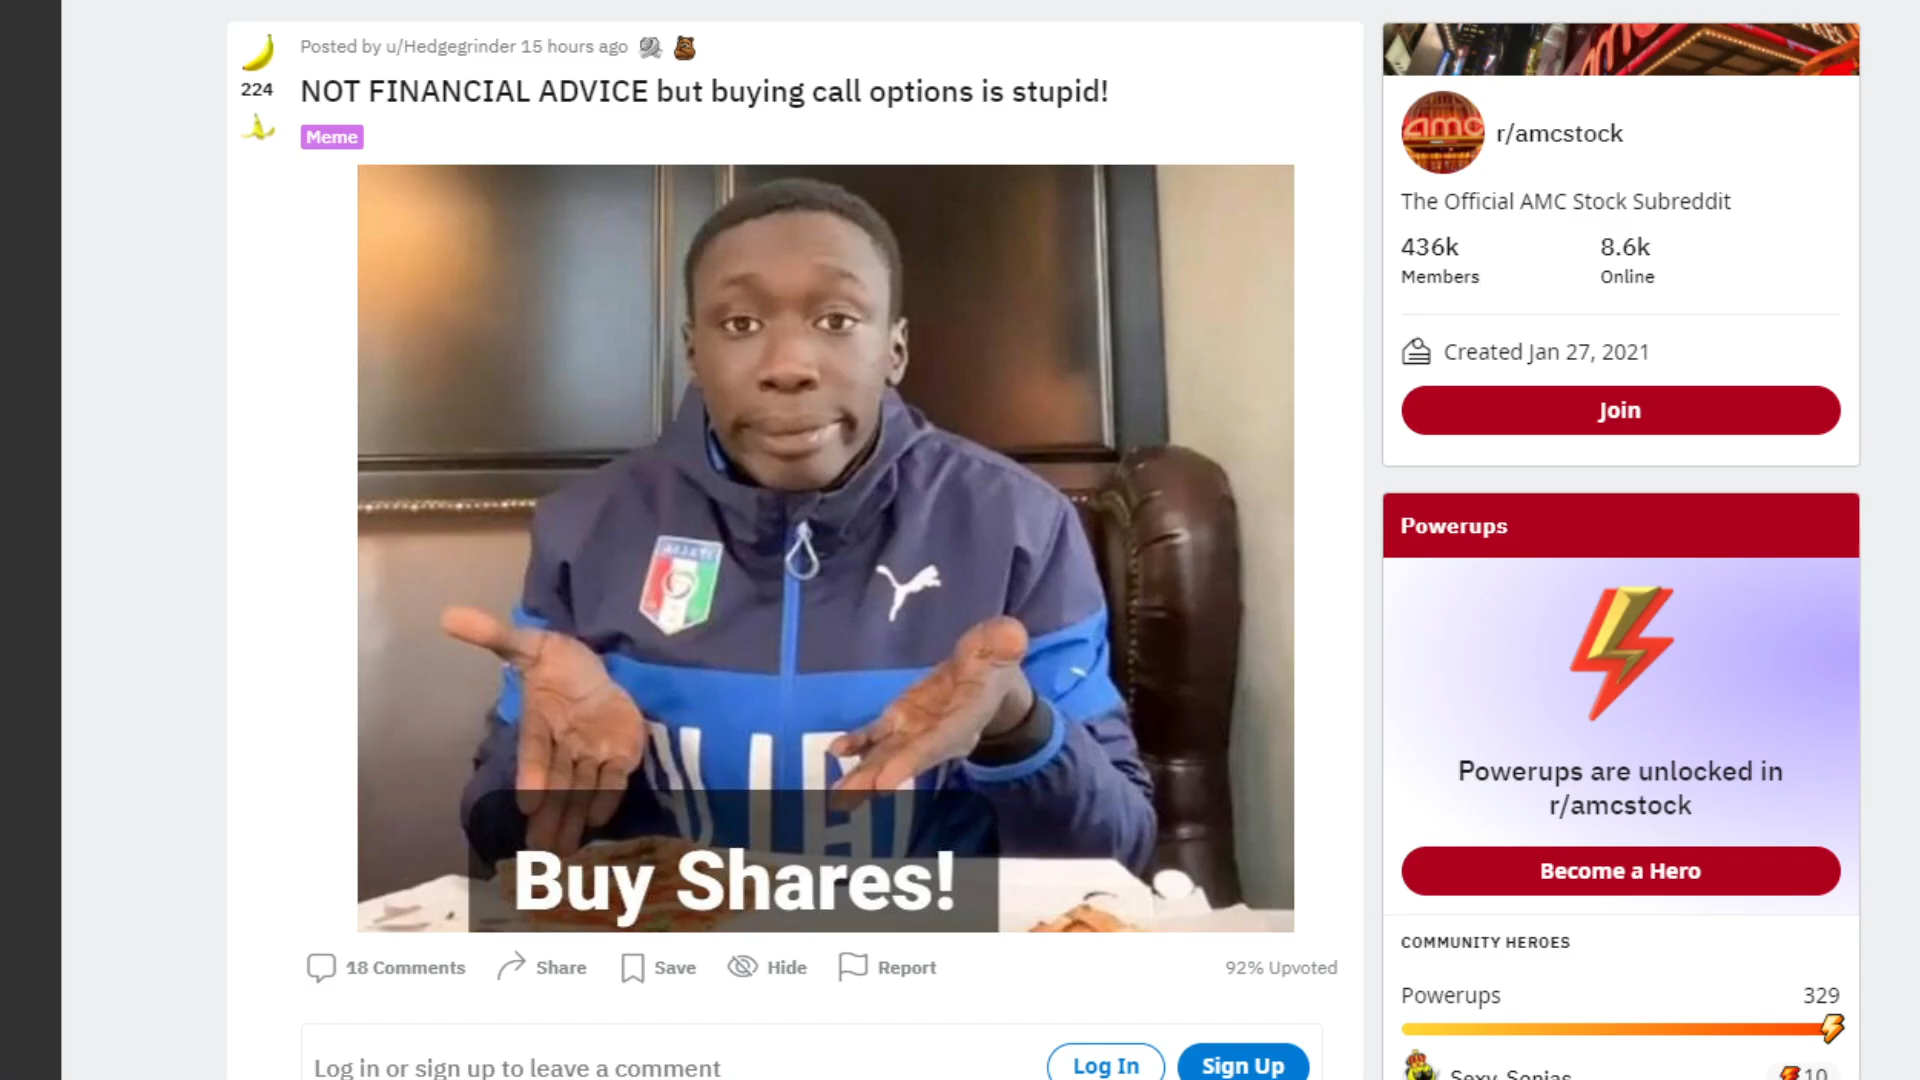 Posted by u/Hedgegrinder 15 hours ago
224
NOT FINANCIAL ADVICE but buying call options is stupid!
Meme
Buy Shares!
18 Comments
Share
Save
Hide
Report
92% Upvoted
Log in or sign up to leave a comment
Log In
Sign Up
amc
r/amcstock
The Official AMC Stock Subreddit
436k
8.6k
Members
Online
Created Jan 27, 2021
Join
Powerups
Powerups are unlocked in
r/amcstock
Become a Hero
COMMUNITY HEROES
Powerups
329
Sexy_Sonias
10